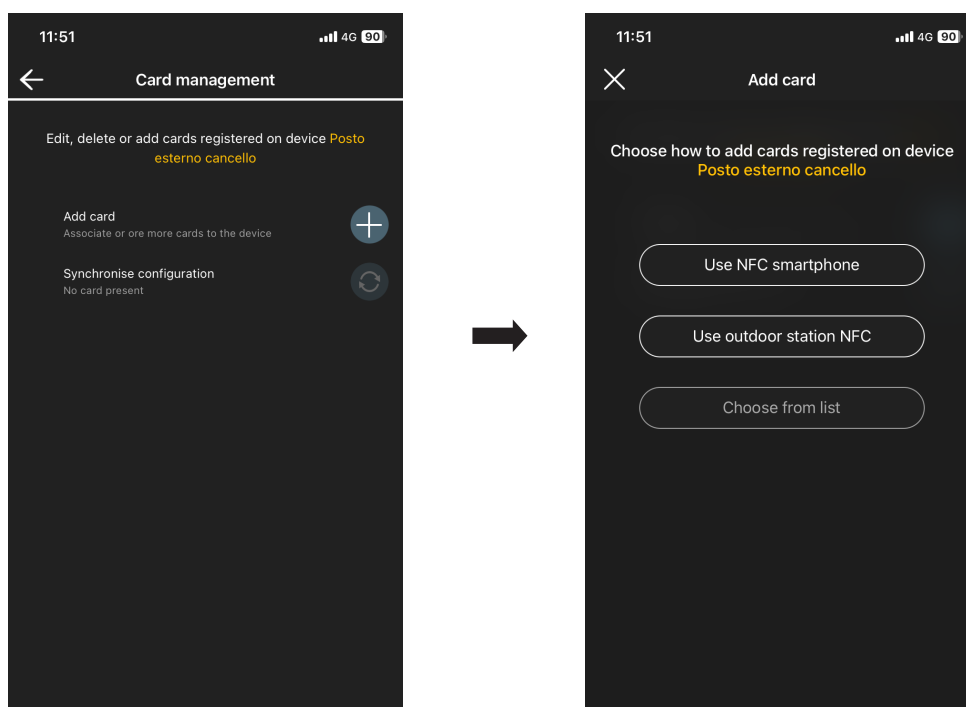 11:51
4G 90
Card management
Edit, delete or add cards registered on device Posto
esterno cancello
Add card
Associate or ore more cards to the device
Synchronise configuration
No card present
11:51
4G 90
Add card
Choose how to add cards registered on device
Posto esterno cancello
Use NFC smartphone
Use outdoor station NFC
Choose from list